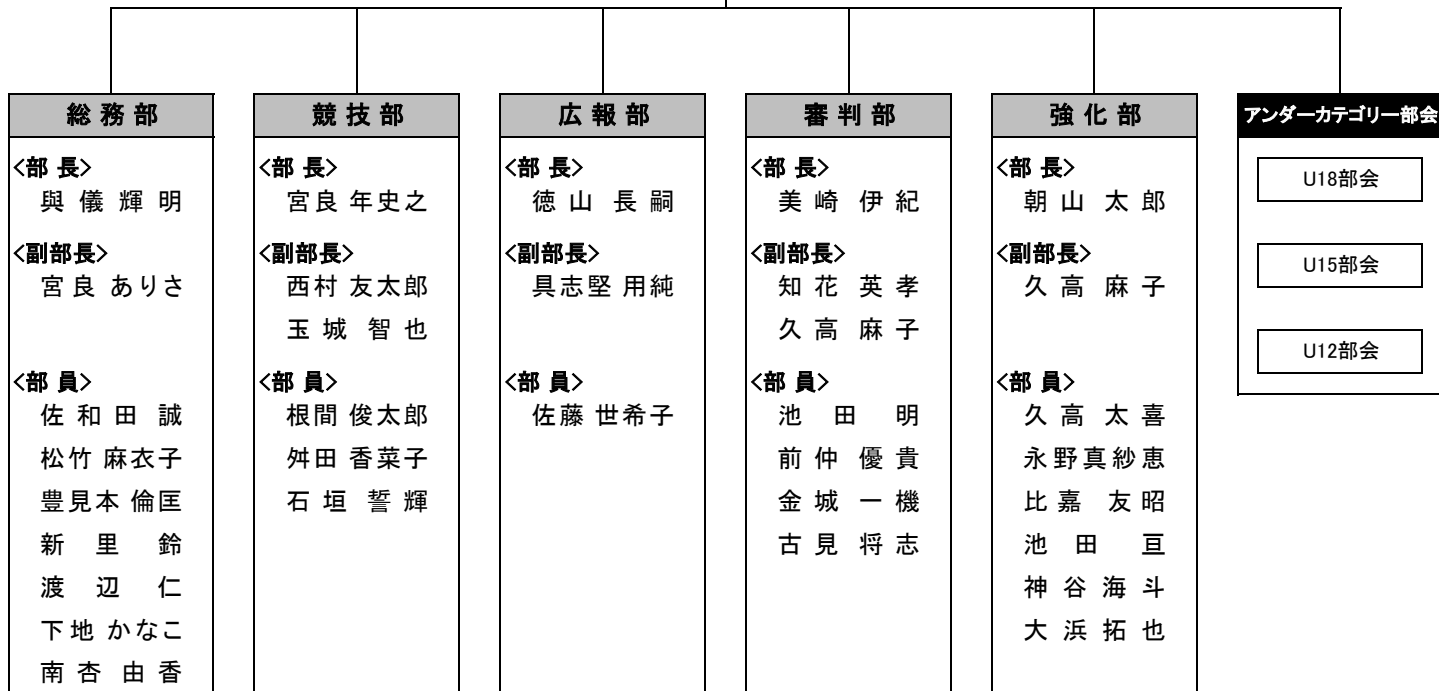 総務部
<部 長>
與儀輝明
<副部長>
宮良 ありさ
<部 員>
佐和田 誠
松竹 麻衣子
豊見本 倫匡
新里 鈴
渡辺 仁
下地 かなこ
南杏 由香
競技部
<部 長>
宮良 年史之
<副部長>
西村 友太郎
玉城 智也
<部 員>
根間 俊太郎
舛田 香菜子
石垣 誓輝
広報部
<部 長>
徳山 長嗣
<副部長>
具志堅 用純
<部 員>
佐藤 世希子
審判部
<部 長>
美崎 伊紀
<副部長>
知花 英孝
久高 麻子
<部 員>
池田 明
前仲 優貴
金城 一機
古見 将志
強化部
<部 長>
朝山 太郎
<副部長>
久高 麻子
<部 員>
久高 太喜
永野真紗恵
比嘉 友昭
池田 亘
神谷海斗
大浜拓也
アンダーカテゴリー部会
U18部会
U15部会
U12部会